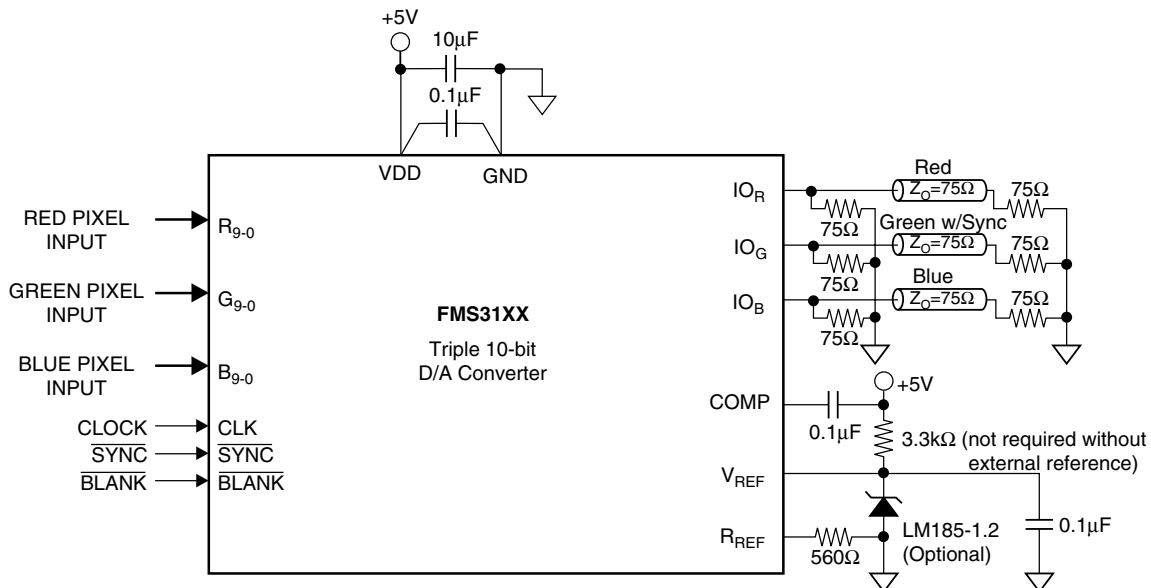 +5V
10μF
0.1μF
VDD
GND
RED PIXEL
INPUT
R9-0
GREEN PIXEL
INPUT
G9-0
BLUE PIXEL
INPUT
B9-0
CLOCK
CLK
SYNC
SYNC
BLANK
BLANK
FMS31XX
Triple 10-bit
D/A Converter
IOR
Red
ZO=75Ω
75Ω
75Ω
Green w/Sync
IOG
ZO=75Ω
75Ω
75Ω
Blue
IOB
ZO=75Ω
75Ω
75Ω
+5V
COMP
0.1μF
3.3kΩ (not required without
external reference)
VREF
LM185-1.2
(Optional)
0.1μF
RREF
560Ω